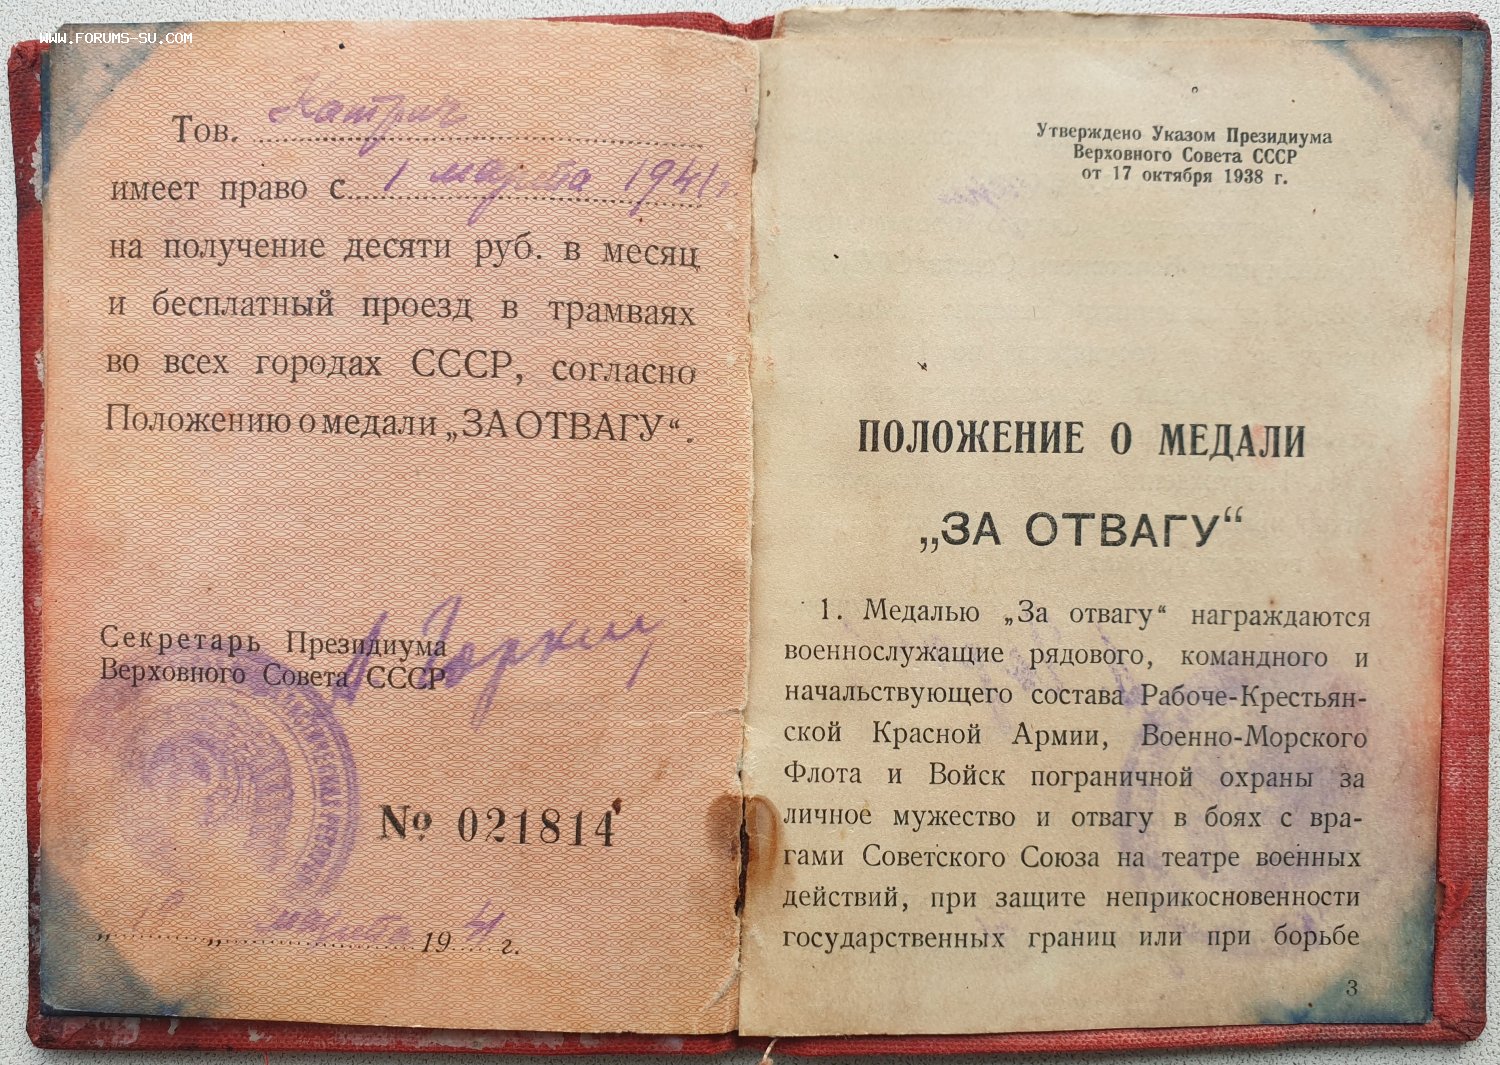 WWW.FORUMS-SU.COM
Тов. Катрич
имеет право с 1 марта 1941 г.
на получение десяти руб. в месяц
и бесплатный проезд в трамваях
во всех городах СССР, согласно
Положению о медали „ЗА ОТВАГУ“.
Секретарь Президиума
Верховного Совета СССР
№ 021814
„ “ марта 1941 г.
Утверждено Указом Президиума
Верховного Совета СССР
от 17 октября 1938 г.
ПОЛОЖЕНИЕ О МЕДАЛИ
„ЗА ОТВАГУ“
1. Медалью „За отвагу“ награждаются
военнослужащие рядового, командного и
начальствующего состава Рабоче-Крестьян-
ской Красной Армии, Военно-Морского
Флота и Войск пограничной охраны за
личное мужество и отвагу в боях с вра-
гами Советского Союза на театре военных
действий, при защите неприкосновенности
государственных границ или при борьбе
3